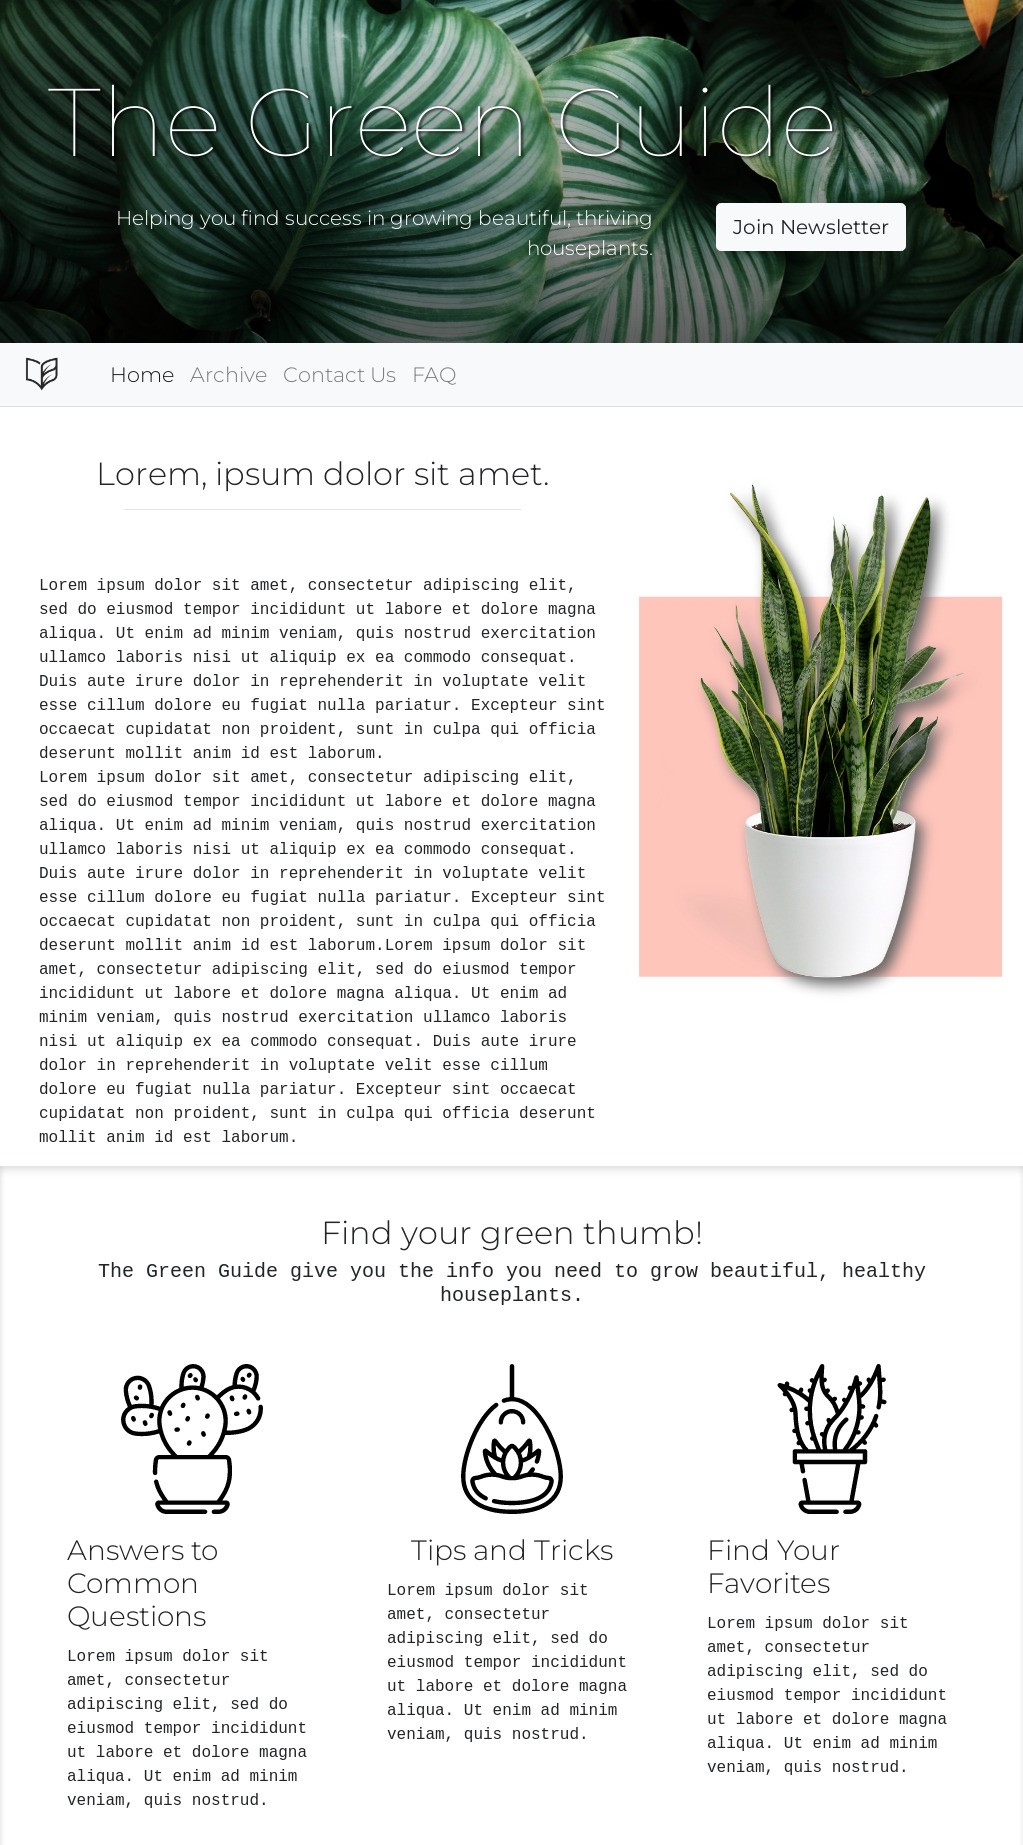 The Green Guide
Helping you find success in growing beautiful, thriving
houseplants.
Join Newsletter
Home Archive Contact Us FAQ
Lorem, ipsum dolor sit amet.
Lorem ipsum dolor sit amet, consectetur adipiscing elit,
sed do eiusmod tempor incididunt ut labore et dolore magna
aliqua. Ut enim ad minim veniam, quis nostrud exercitation
ullamco laboris nisi ut aliquip ex ea commodo consequat.
Duis aute irure dolor in reprehenderit in voluptate velit
esse cillum dolore eu fugiat nulla pariatur. Excepteur sint
occaecat cupidatat non proident, sunt in culpa qui officia
deserunt mollit anim id est laborum.
Lorem ipsum dolor sit amet, consectetur adipiscing elit,
sed do eiusmod tempor incididunt ut labore et dolore magna
aliqua. Ut enim ad minim veniam, quis nostrud exercitation
ullamco laboris nisi ut aliquip ex ea commodo consequat.
Duis aute irure dolor in reprehenderit in voluptate velit
esse cillum dolore eu fugiat nulla pariatur. Excepteur sint
occaecat cupidatat non proident, sunt in culpa qui officia
deserunt mollit anim id est laborum.Lorem ipsum dolor sit
amet, consectetur adipiscing elit, sed do eiusmod tempor
incididunt ut labore et dolore magna aliqua. Ut enim ad
minim veniam, quis nostrud exercitation ullamco laboris
nisi ut aliquip ex ea commodo consequat. Duis aute irure
dolor in reprehenderit in voluptate velit esse cillum
dolore eu fugiat nulla pariatur. Excepteur sint occaecat
cupidatat non proident, sunt in culpa qui officia deserunt
mollit anim id est laborum.
Find your green thumb!
The Green Guide give you the info you need to grow beautiful, healthy
houseplants.
Answers to
Common
Questions
Lorem ipsum dolor sit
amet, consectetur
adipiscing elit, sed do
eiusmod tempor incididunt
ut labore et dolore magna
aliqua. Ut enim ad minim
veniam, quis nostrud.
Tips and Tricks
Lorem ipsum dolor sit
amet, consectetur
adipiscing elit, sed do
eiusmod tempor incididunt
ut labore et dolore magna
aliqua. Ut enim ad minim
veniam, quis nostrud.
Find Your
Favorites
Lorem ipsum dolor sit
amet, consectetur
adipiscing elit, sed do
eiusmod tempor incididunt
ut labore et dolore magna
aliqua. Ut enim ad minim
veniam, quis nostrud.